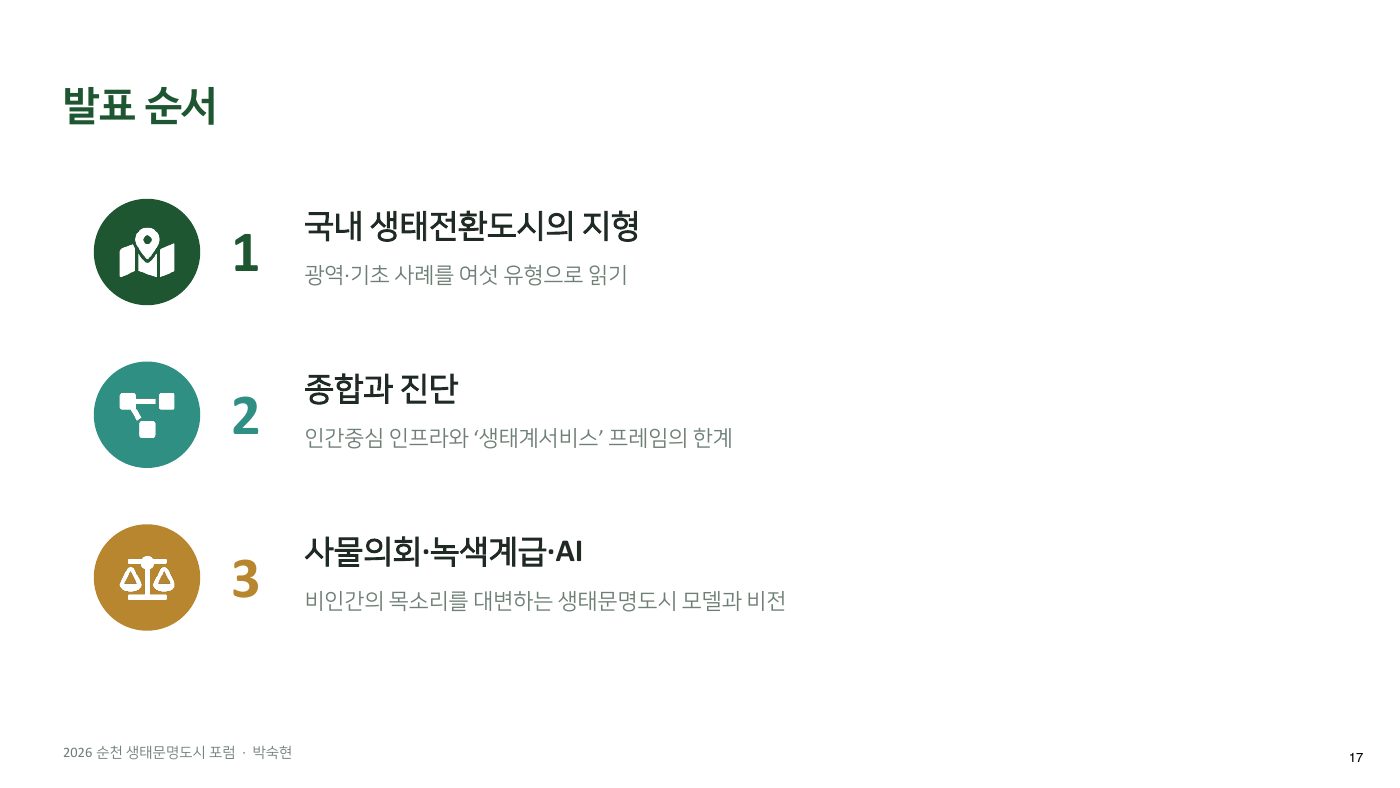 발표 순서
1
국내 생태전환도시의 지형
광역·기초 사례를 여섯 유형으로 읽기
2
종합과 진단
인간중심 인프라와 ‘생태계서비스’ 프레임의 한계
3
사물의회·녹색계급·AI
비인간의 목소리를 대변하는 생태문명도시 모델과 비전
2026 순천 생태문명도시 포럼 · 박숙현
17